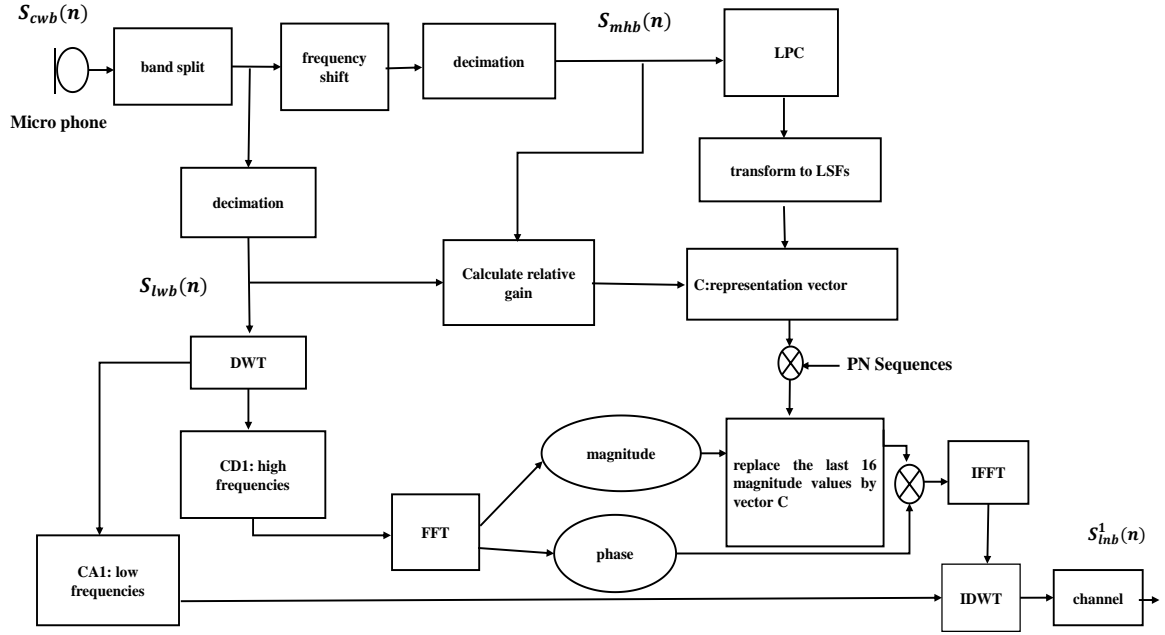 S_cwb(n)
S_mhb(n)
band split
frequency
shift
decimation
LPC
Micro phone
transform to LSFs
decimation
S_lwb(n)
Calculate relative
gain
C:representation vector
DWT
PN Sequences
CD1: high
frequencies
magnitude
replace the last 16
magnitude values by
vector C
IFFT
FFT
phase
S^1_lnb(n)
CA1: low
frequencies
IDWT
channel